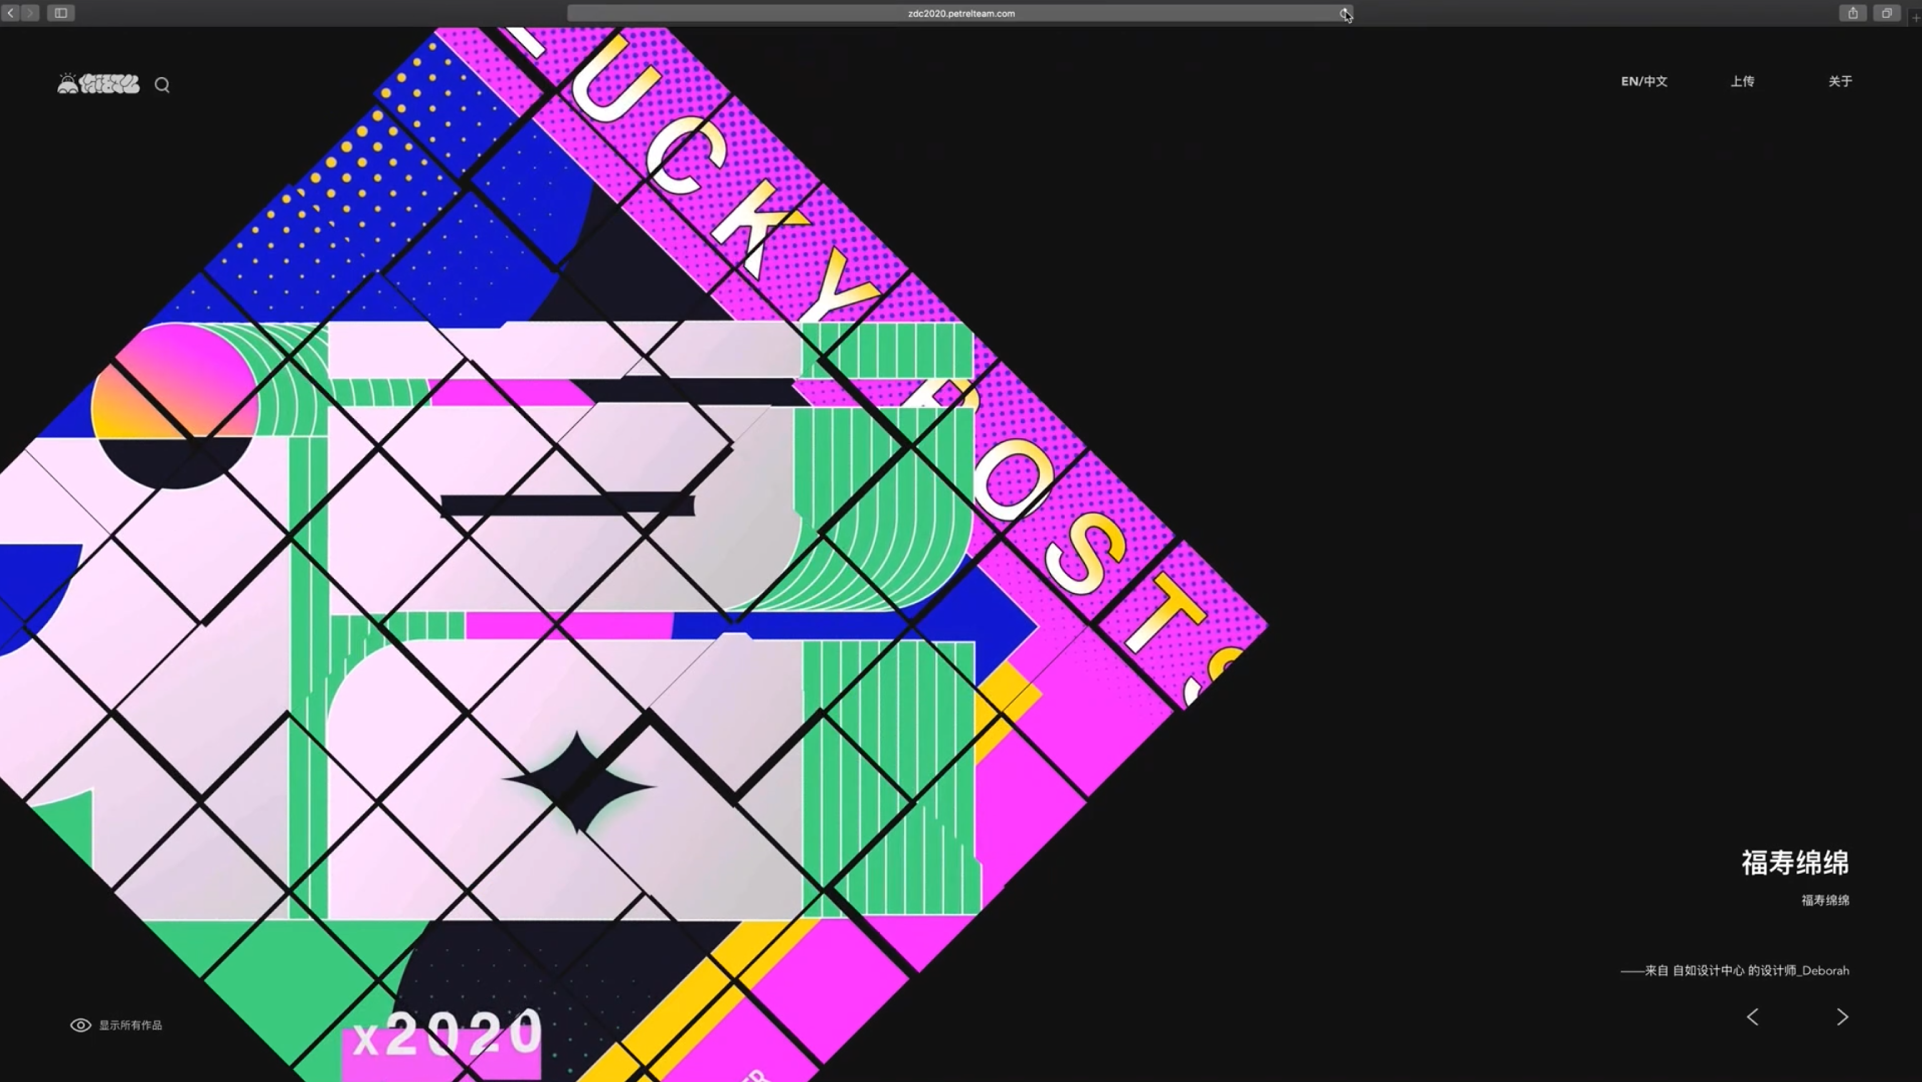 zdc2020.petrelteam.com
EN/中文
上传
关于
LUCKY POSTS
福寿绵绵
福寿绵绵
——来自 自如设计中心 的设计师_Deborah
显示所有作品
x2020